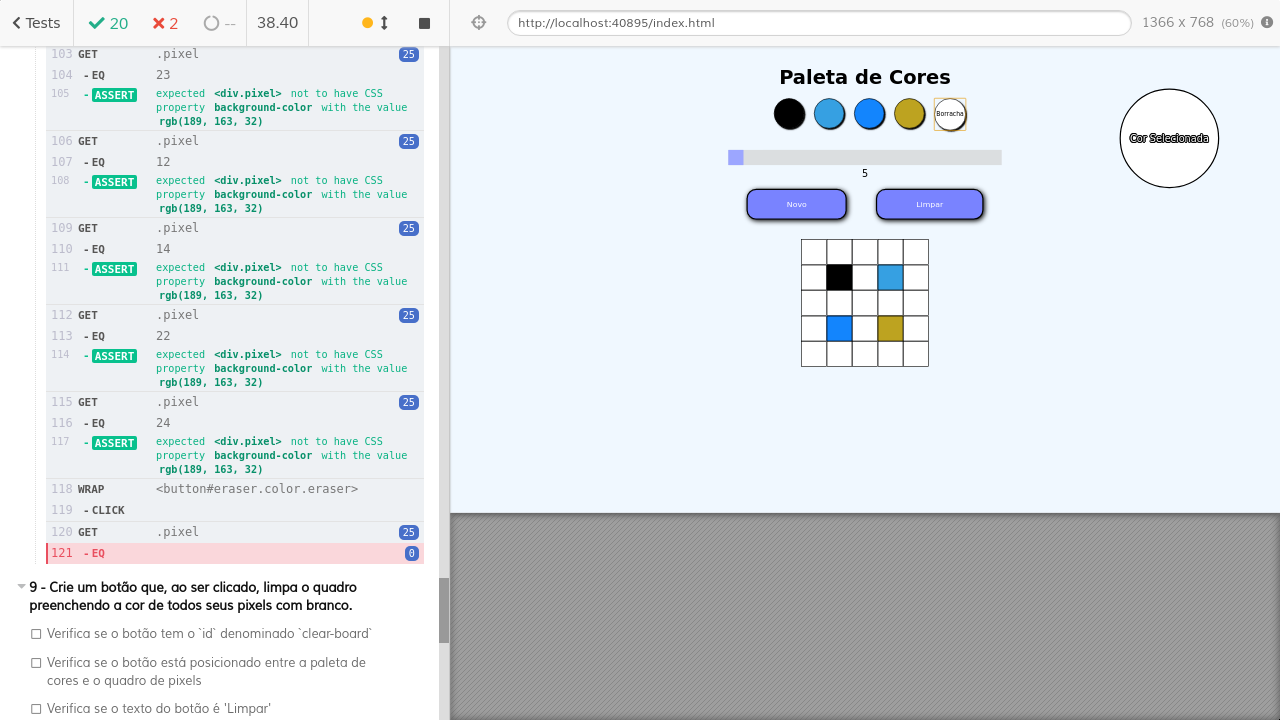 Tests
20
2
--
38.40
http://localhost:40895/index.html
1366 x 768 (60%)
103 GET .pixel 25
104 - EQ 23
105 - ASSERT expected <div.pixel> not to have CSS
property background-color with the value
rgb(189, 163, 32)
106 GET .pixel 25
107 - EQ 12
108 - ASSERT expected <div.pixel> not to have CSS
property background-color with the value
rgb(189, 163, 32)
109 GET .pixel 25
110 - EQ 14
111 - ASSERT expected <div.pixel> not to have CSS
property background-color with the value
rgb(189, 163, 32)
112 GET .pixel 25
113 - EQ 22
114 - ASSERT expected <div.pixel> not to have CSS
property background-color with the value
rgb(189, 163, 32)
115 GET .pixel 25
116 - EQ 24
117 - ASSERT expected <div.pixel> not to have CSS
property background-color with the value
rgb(189, 163, 32)
118 WRAP <button#eraser.color.eraser>
119 - CLICK
120 GET .pixel 25
121 - EQ 0
9 - Crie um botão que, ao ser clicado, limpa o quadro
preenchendo a cor de todos seus pixels com branco.
Verifica se o botão tem o `id` denominado `clear-board`
Verifica se o botão está posicionado entre a paleta de
cores e o quadro de pixels
Verifica se o texto do botão é 'Limpar'
Paleta de Cores
Borracha
Cor Selecionada
5
Novo
Limpar